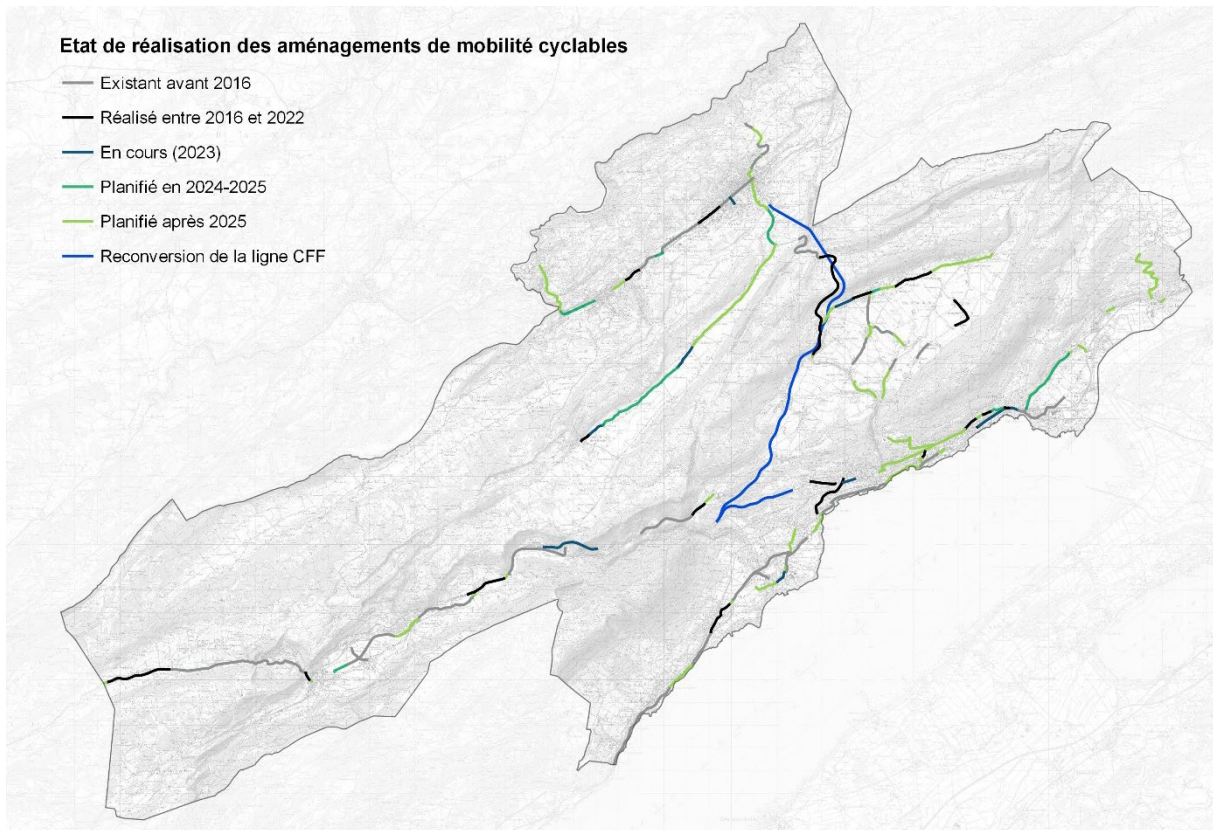 Etat de réalisation des aménagements de mobilité cyclables
Existant avant 2016
Réalisé entre 2016 et 2022
En cours (2023)
Planifié en 2024-2025
Planifié après 2025
Reconversion de la ligne CFF